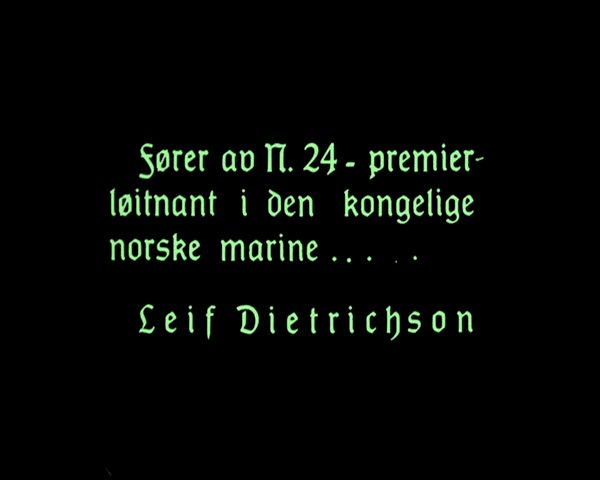 Fører av N. 24 - premier-
løitnant i den kongelige
norske marine . . . . .
Leif Dietrichson